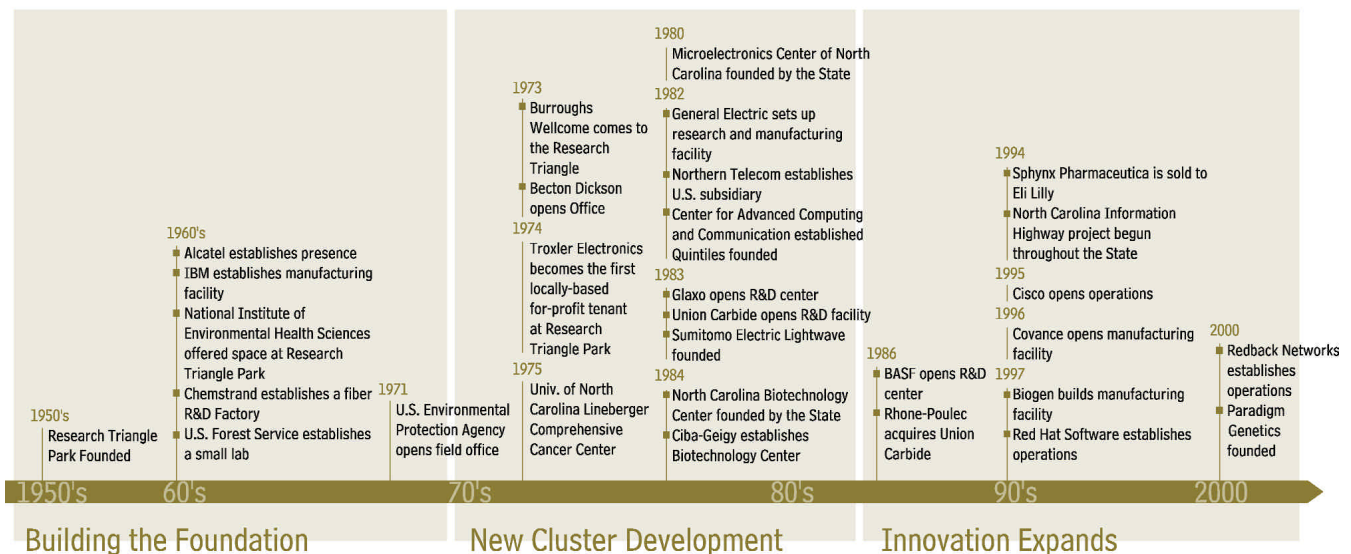 1950's
Research Triangle
Park Founded
1960's
Alcatel establishes presence
IBM establishes manufacturing
facility
National Institute of
Environmental Health Sciences
offered space at Research
Triangle Park
Chemstrand establishes a fiber
R&D Factory
U.S. Forest Service establishes
a small lab
1971
U.S. Environmental
Protection Agency
opens field office
1973
Burroughs
Wellcome comes to
the Research
Triangle
Becton Dickson
opens Office
1974
Troxler Electronics
becomes the first
locally-based
for-profit tenant
at Research
Triangle Park
1975
Univ. of North
Carolina Lineberger
Comprehensive
Cancer Center
1980
Microelectronics Center of North
Carolina founded by the State
1982
General Electric sets up
research and manufacturing
facility
Northern Telecom establishes
U.S. subsidiary
Center for Advanced Computing
and Communication established
Quintiles founded
1983
Glaxo opens R&D center
Union Carbide opens R&D facility
Sumitomo Electric Lightwave
founded
1984
North Carolina Biotechnology
Center founded by the State
Ciba-Geigy establishes
Biotechnology Center
1986
BASF opens R&D
center
Rhone-Poulec
acquires Union
Carbide
1994
Sphynx Pharmaceutica is sold to
Eli Lilly
North Carolina Information
Highway project begun
throughout the State
1995
Cisco opens operations
1996
Covance opens manufacturing
facility
1997
Biogen builds manufacturing
facility
Red Hat Software establishes
operations
2000
Redback Networks
establishes
operations
Paradigm
Genetics
founded
1950's 60's 70's 80's 90's 2000
Building the Foundation
New Cluster Development
Innovation Expands